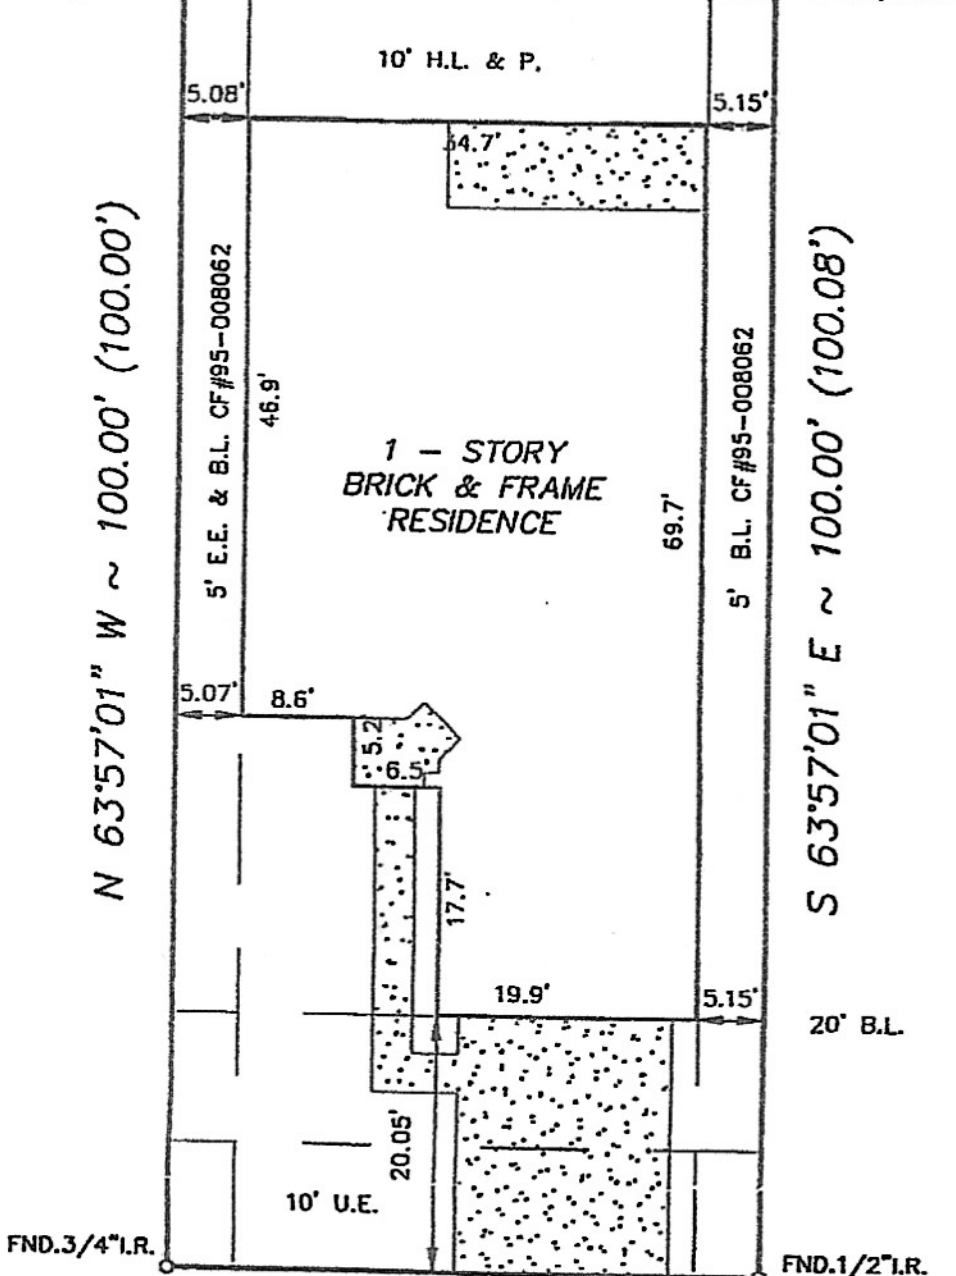 10' H.L. & P.
5.08'
5.15'
34.7'
N 63°57'01" W ~ 100.00' (100.00')
5' E.E. & B.L. CF#95-008062
46.9'
1 - STORY
BRICK & FRAME
RESIDENCE
69.7'
5' B.L. CF#95-008062
S 63°57'01" E ~ 100.00' (100.08')
5.07'
8.6'
5.2
6.5
17.7'
19.9'
5.15'
20' B.L.
20.05'
10' U.E.
FND.3/4"I.R.
FND.1/2"I.R.